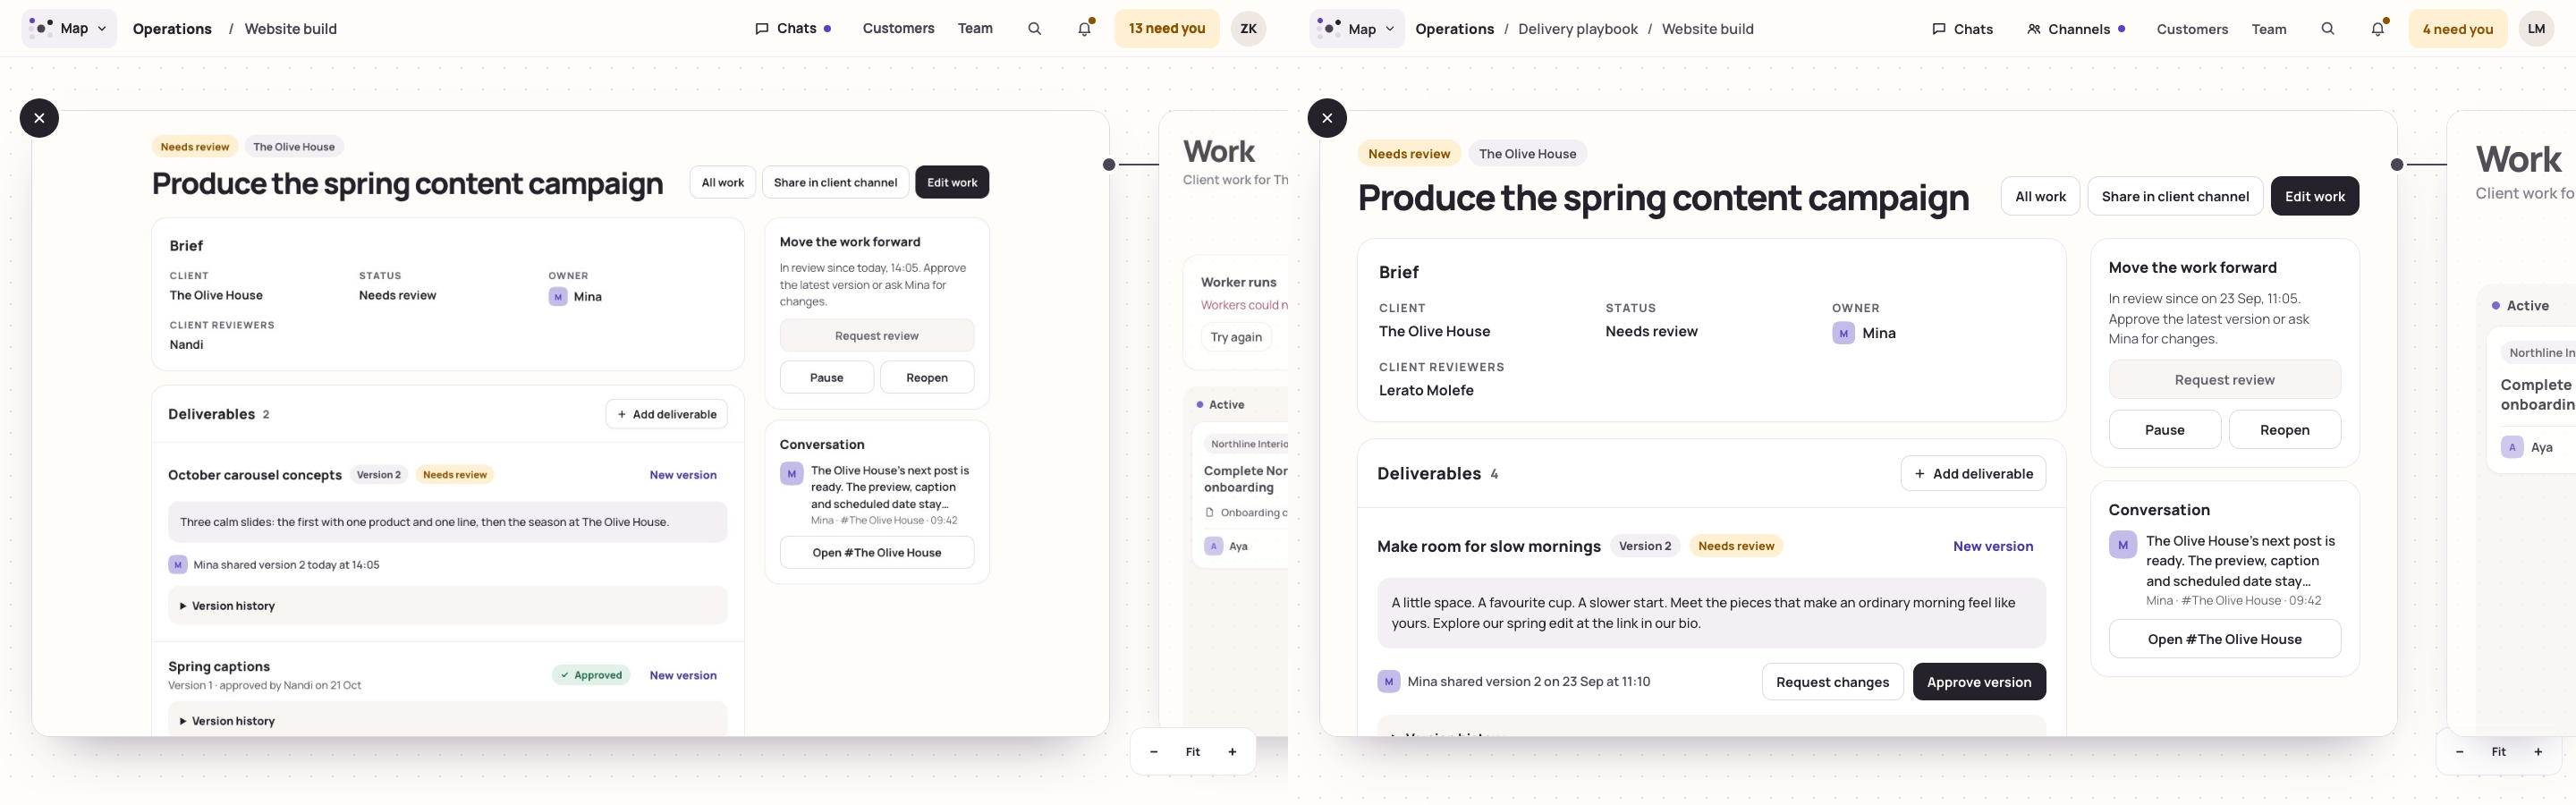 Map
Operations / Website build
Chats
Customers
Team
13 need you
ZK
Needs review
The Olive House
Produce the spring content campaign
All work
Share in client channel
Edit work
Brief
CLIENT
STATUS
OWNER
The Olive House
Needs review
M Mina
CLIENT REVIEWERS
Nandi
Deliverables 2
+ Add deliverable
October carousel concepts
Version 2
Needs review
New version
Three calm slides: the first with one product and one line, then the season at The Olive House.
M Mina shared version 2 today at 14:05
Version history
Spring captions
Version 1 · approved by Nandi on 21 Oct
Approved
New version
Version history
Move the work forward
In review since today, 14:05. Approve
the latest version or ask Mina for
changes.
Request review
Pause
Reopen
Conversation
M
The Olive House's next post is
ready. The preview, caption
and scheduled date stay…
Mina · #The Olive House · 09:42
Open #The Olive House
Work
Client work for Th
Worker runs
Workers could n
Try again
Active
Northline Interio
Complete Nor
onboarding
Onboarding c
A Aya
− Fit +
Map
Operations / Delivery playbook / Website build
Chats
Channels
Customers
Team
4 need you
LM
Needs review
The Olive House
Produce the spring content campaign
All work
Share in client channel
Edit work
Brief
CLIENT
STATUS
OWNER
The Olive House
Needs review
M Mina
CLIENT REVIEWERS
Lerato Molefe
Deliverables 4
+ Add deliverable
Make room for slow mornings
Version 2
Needs review
New version
A little space. A favourite cup. A slower start. Meet the pieces that make an ordinary morning feel like
yours. Explore our spring edit at the link in our bio.
M Mina shared version 2 on 23 Sep at 11:10
Request changes
Approve version
Move the work forward
In review since on 23 Sep, 11:05.
Approve the latest version or ask
Mina for changes.
Request review
Pause
Reopen
Conversation
M
The Olive House's next post is
ready. The preview, caption
and scheduled date stay…
Mina · #The Olive House · 09:42
Open #The Olive House
Work
Client work fo
Active
Northline In
Complete
onboardin
A Aya
− Fit +